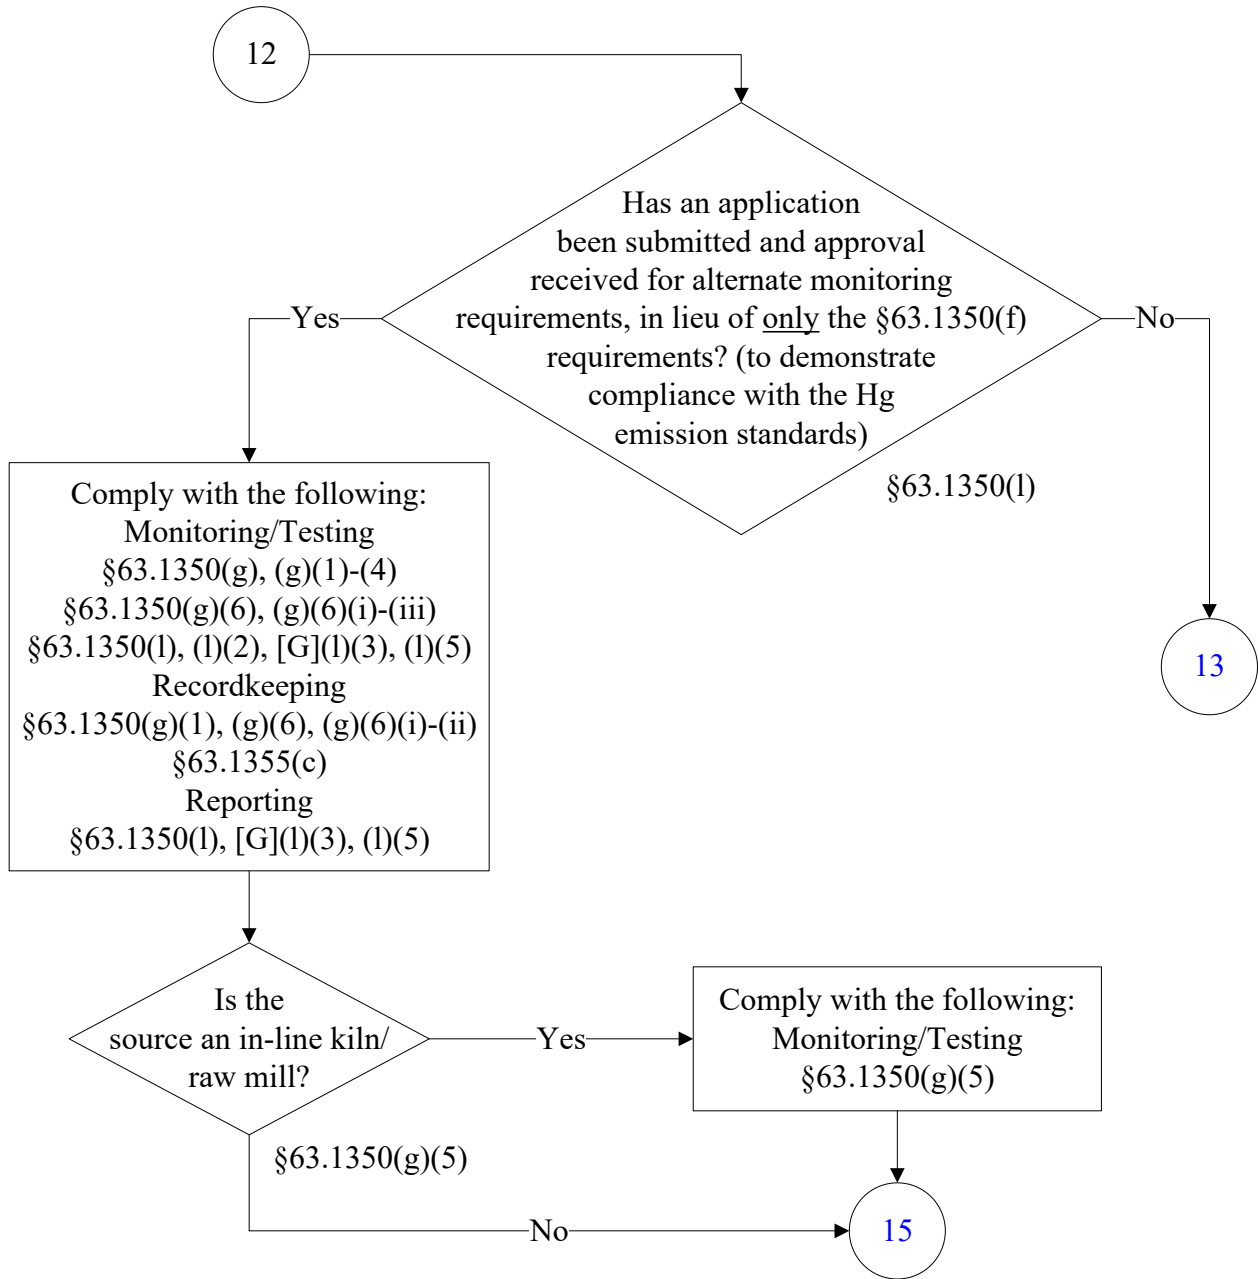 12
Has an application
been submitted and approval
received for alternate monitoring
requirements, in lieu of only the §63.1350(f)
requirements? (to demonstrate
compliance with the Hg
emission standards)
§63.1350(l)
Yes
No
13
Comply with the following:
Monitoring/Testing
§63.1350(g), (g)(1)-(4)
§63.1350(g)(6), (g)(6)(i)-(iii)
§63.1350(l), (l)(2), [G](l)(3), (l)(5)
Recordkeeping
§63.1350(g)(1), (g)(6), (g)(6)(i)-(ii)
§63.1355(c)
Reporting
§63.1350(l), [G](l)(3), (l)(5)
Is the
source an in-line kiln/
raw mill?
§63.1350(g)(5)
Yes
Comply with the following:
Monitoring/Testing
§63.1350(g)(5)
No
15